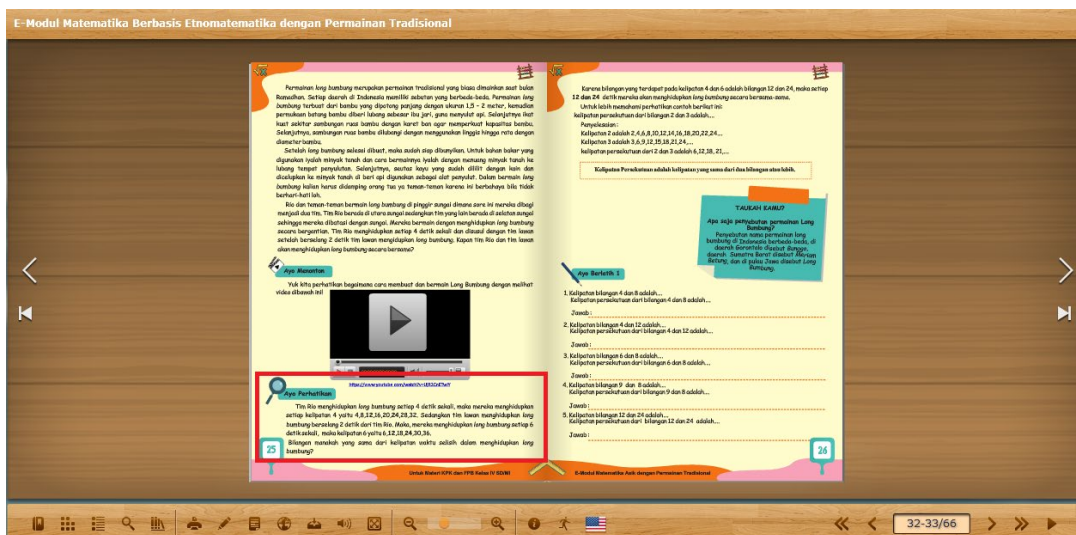 E-Modul Matematika Berbasis Etnomatematika dengan Permainan Tradisional
Permainan long bumbung merupakan permainan tradisional yang biasa dimainkan saat bulan
Ramadhan. Setiap daerah di Indonesia memiliki sebutan yang berbeda-beda. Permainan long
bumbung terbuat dari bambu yang dipotong panjang dengan ukuran 1,5 - 2 meter, kemudian
permukaan batang bambu diberi lubang sebesar ibu jari, guna menyulut api. Selanjutnya ikat
kuat sekitar sambungan ruas bambu dengan karet ban agar memperkuat kapasitas bambu.
Selanjutnya, sambungan ruas bambu dilubangi dengan menggunakan linggis hingga rata dengan
diameter bambu.
Setelah long bumbung selesai dibuat, maka sudah siap dibunyikan. Untuk bahan bakar yang
digunakan iyalah minyak tanah dan cara bermainnya iyalah dengan menuang minyak tanah ke
lubang tempat penyulutan. Selanjutnya, seutas kayu yang sudah dililit dengan kain dan
dicelupkan ke minyak tanah di beri api digunakan sebagai alat penyulut. Dalam bermain long
bumbung kalian harus didamping orang tua ya teman-teman karena ini berbahaya bila tidak
berhari-hati loh.
Rio dan teman-teman bermain long bumbung di pinggir sungai dimana sore ini mereka dibagi
menjadi dua tim. Tim Rio berada di utara sungai sedangkan tim yang lain berada di selatan sungai
sehingga mereka dibatasi dengan sungai. Mereka bermain dengan menghidupkan long bumbung
secara bergantian. Tim Rio menghidupkan setiap 4 detik sekali dan disusul dengan tim lawan
setelah berselang 2 detik tim lawan mengidupkan long bumbung. Kapan tim Rio dan tim lawan
akan menghidupkan long bumbung secara bersama?
Ayo Menonton
Yuk kita perhatikan bagaimana cara membuat dan bermain Long Bumbung dengan melihat
video dibawah ini!
Ayo Perhatikan
Tim Rio menghidupkan long bumbung setiap 4 detik sekali, maka mereka menghidupkan
setiap kelipatan 4 yaitu 4,8,12,16,20,24,28,32. Sedangkan tim lawan menghidupkan long
bumbung berselang 2 detik dari tim Rio. Maka, mereka menghidupkan long bumbung setiap 6
detik sekali, maka kelipatan 6 yaitu 6,12,18,24,30,36.
Bilangan manakah yang sama dari kelipatan waktu selisih dalam menghidupkan long
bumbung?
25
Untuk Materi KPK dan FPB Kelas IV SD/MI
Karena bilangan yang terdapat pada kelipatan 4 dan 6 adalah bilangan 12 dan 24, maka setiap
12 dan 24 detik mereka akan menghidupkan long bumbung secara bersama-sama.
Untuk lebih memahami perhatikan contoh berikut ini:
kelipatan persekutuan dari bilangan 2 dan 3 adalah...
Penyelesaian :
Kelipatan 2 adalah 2,4,6,8,10,12,14,16,18,20,22,24...
Kelipatan 3 adalah 3,6,9,12,15,18,21,24,...
kelipatan persekutuan dari 2 dan 3 adalah 6,12,18, 21,...
Kelipatan Persekutuan adalah kelipatan yang sama dari dua bilangan atau lebih.
TAUKAH KAMU?
Apa saja penyebutan permainan Long
Bumbung?
Penyebutan nama permainan long
bumbung di Indonesia berbeda-beda, di
daerah Gorontalo disebut Bunggo,
daerah Sumatra Barat disebut Meriam
Betung, dan di pulau Jawa disebut Long
Bumbung.
Ayo Berlatih 1
1. Kelipatan bilangan 4 dan 8 adalah...
Kelipatan persekutuan dari bilangan 4 dan 8 adalah...
Jawab :
2. Kelipatan bilangan 4 dan 12 adalah...
Kelipatan persekutuan dari bilangan 4 dan 12 adalah...
Jawab :
3. Kelipatan bilangan 6 dan 8 adalah...
Kelipatan persekutuan dari bilangan 6 dan 8 adalah...
Jawab :
4. Kelipatan bilangan 9 dan 8 adalah...
Kelipatan persekutuan dari bilangan 9 dan 8 adalah...
Jawab :
5. Kelipatan bilangan 12 dan 24 adalah...
Kelipatan persekutuan dari bilangan 12 dan 24 adalah...
Jawab :
26
E-Modul Matematika Asik dengan Permainan Tradisional
32-33/66